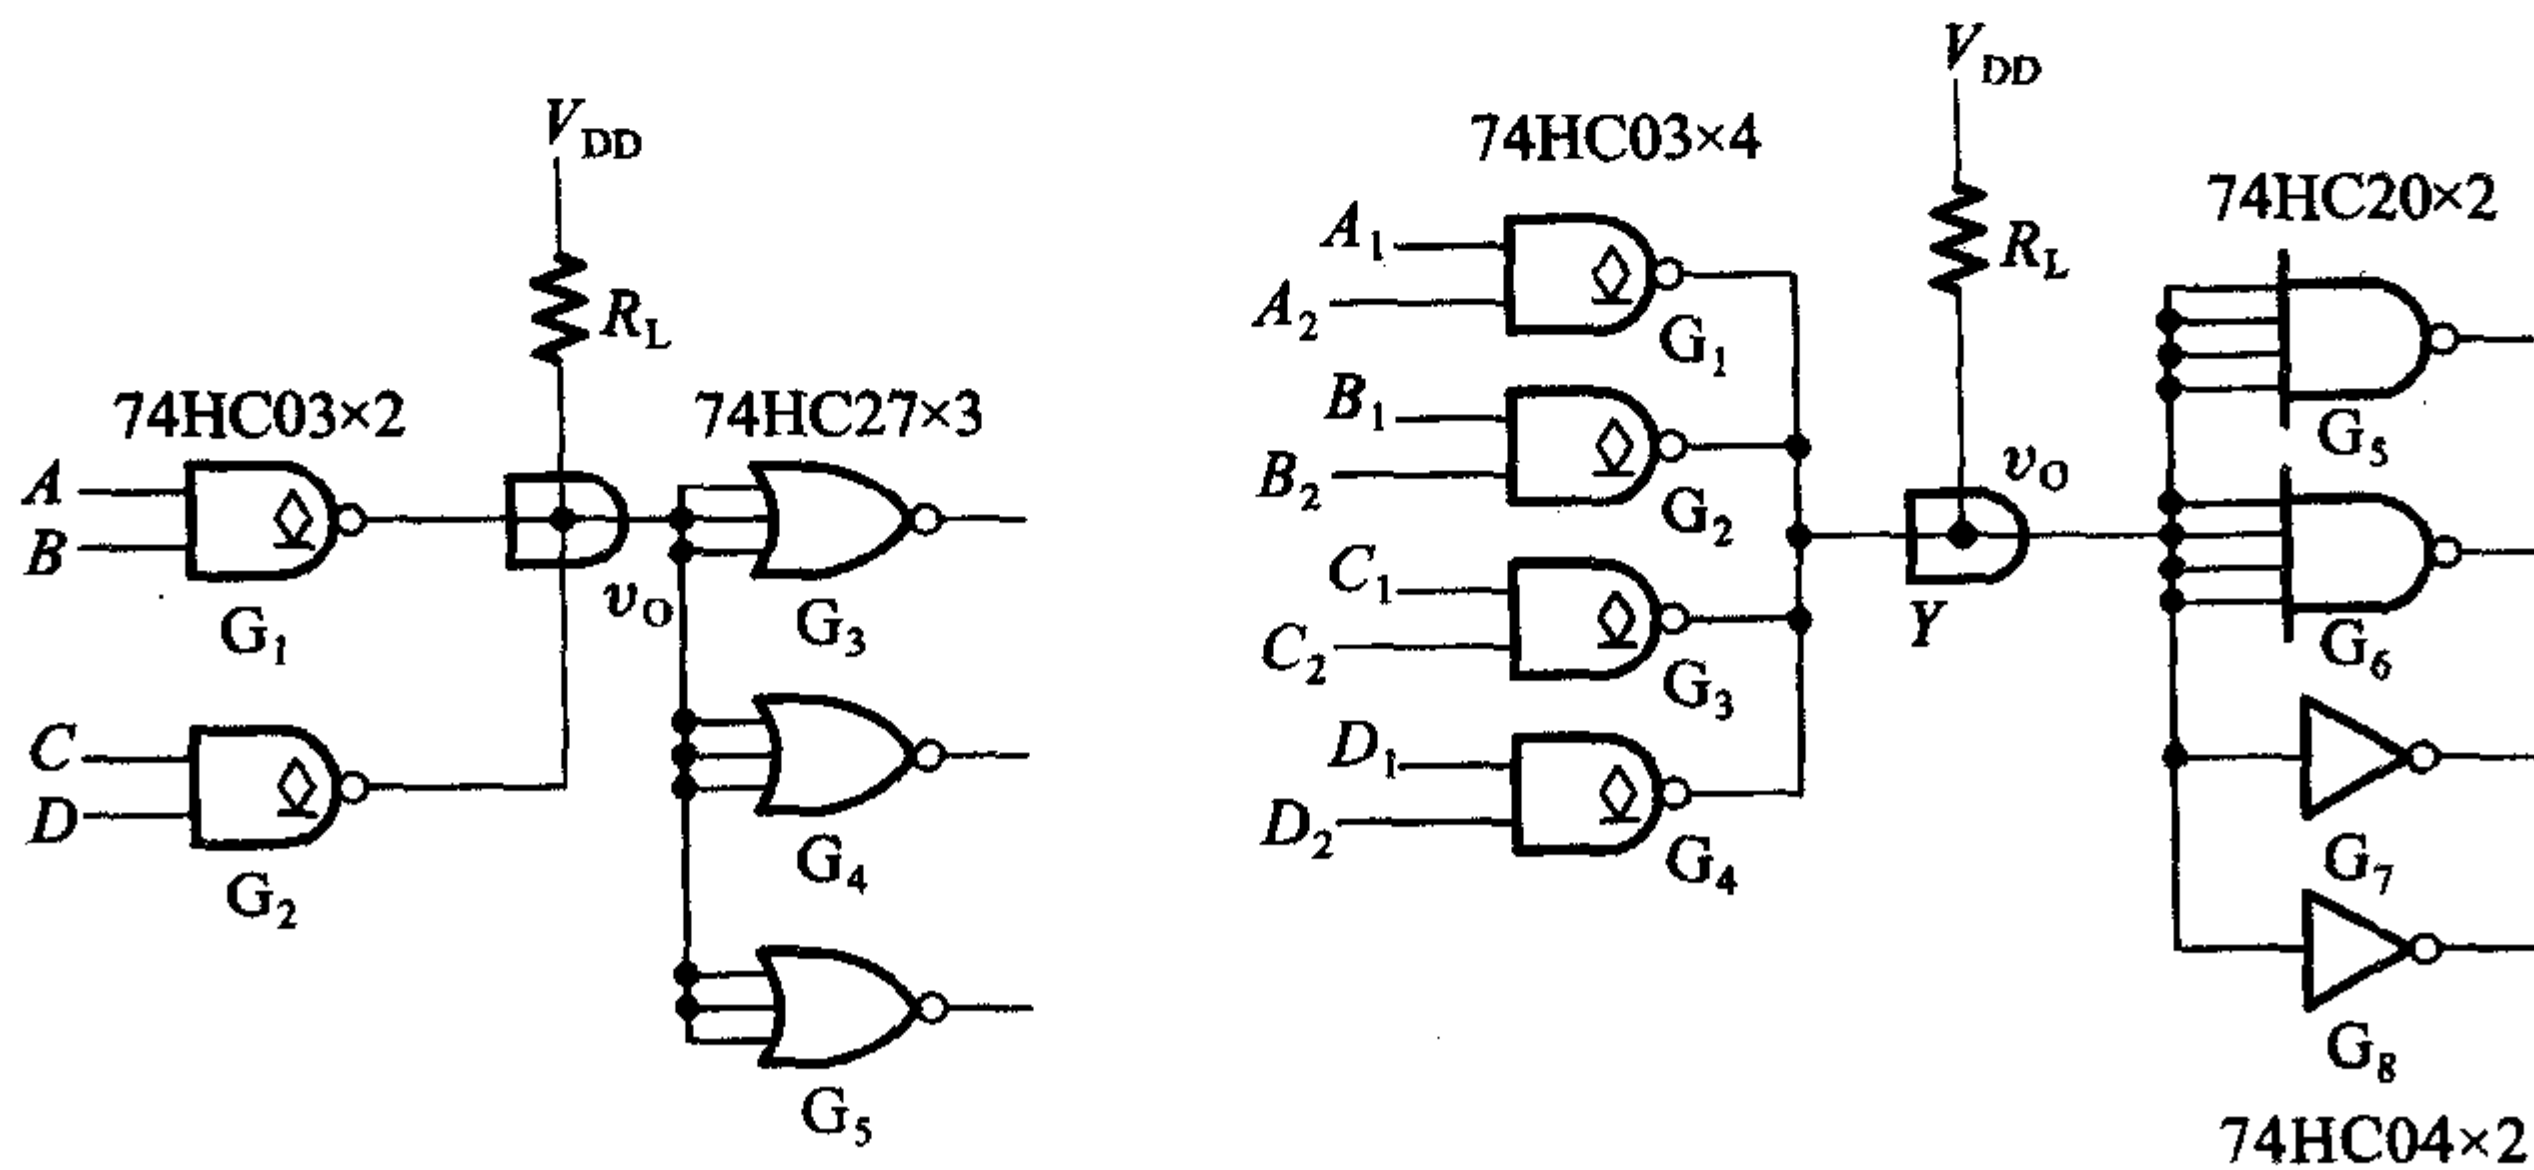 V_DD
R_L
74HC03×2
74HC27×3
A
B
G_1
v_O
G_3
C
D
G_2
G_4
G_5
V_DD
74HC03×4
R_L
74HC20×2
A_1
A_2
G_1
B_1
B_2
G_2
C_1
C_2
G_3
D_1
D_2
G_4
v_O
Y
G_5
G_6
G_7
G_8
74HC04×2